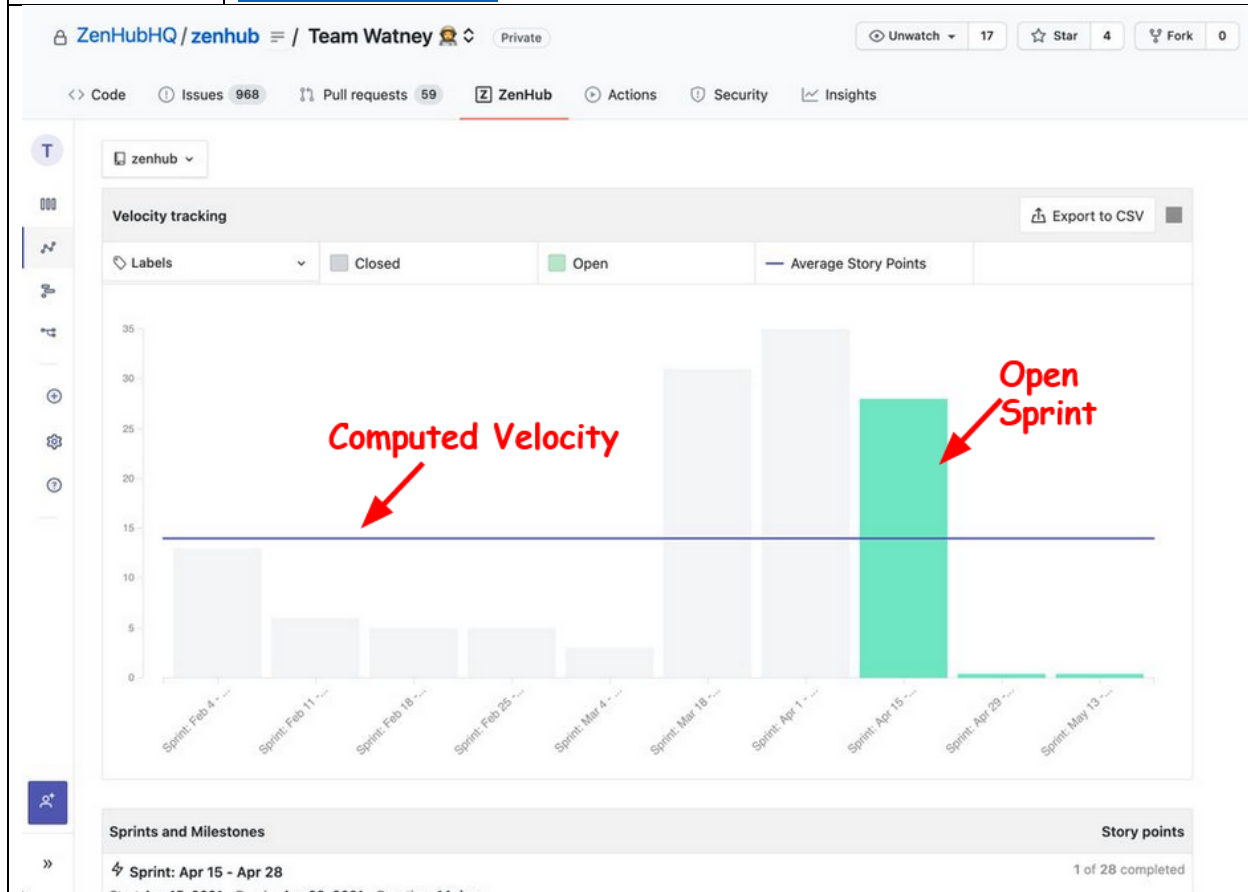 ZenHubHQ / zenhub / Team Watney Private Unwatch 17 Star 4 Fork 0
Code Issues 968 Pull requests 59 ZenHub Actions Security Insights
T
zenhub
Velocity tracking Export to CSV
Labels Closed Open Average Story Points
35
30
25
20
15
10
5
0
Open
Sprint
Computed Velocity
Sprint: Feb 4 - ...
Sprint: Feb 11 - ...
Sprint: Feb 18 - ...
Sprint: Feb 25 - ...
Sprint: Mar 4 - ...
Sprint: Mar 18 - ...
Sprint: Apr 1 - ...
Sprint: Apr 15 - ...
Sprint: Apr 29 - ...
Sprint: May 13 - ...
Sprints and Milestones Story points
Sprint: Apr 15 - Apr 28 1 of 28 completed